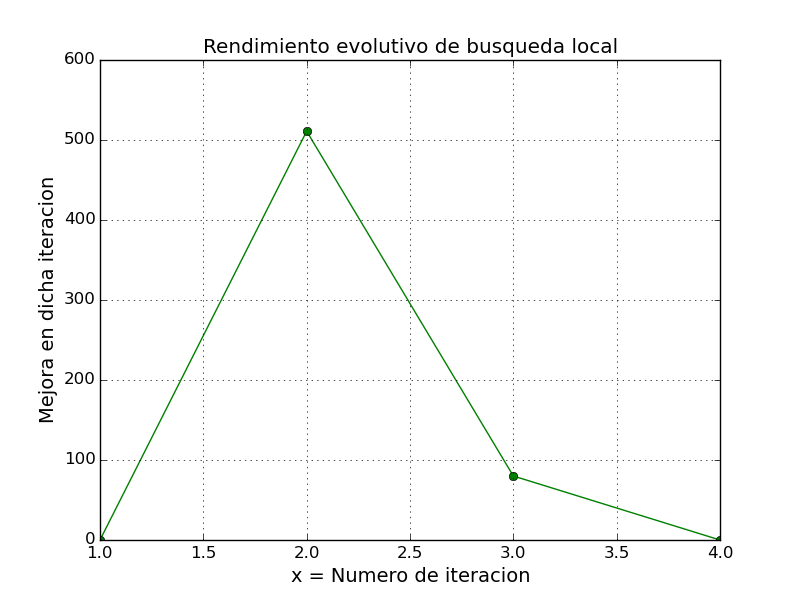 Rendimiento evolutivo de busqueda local
600
500
400
300
200
100
0
Mejora en dicha iteracion
1.0 1.5 2.0 2.5 3.0 3.5 4.0
x = Numero de iteracion